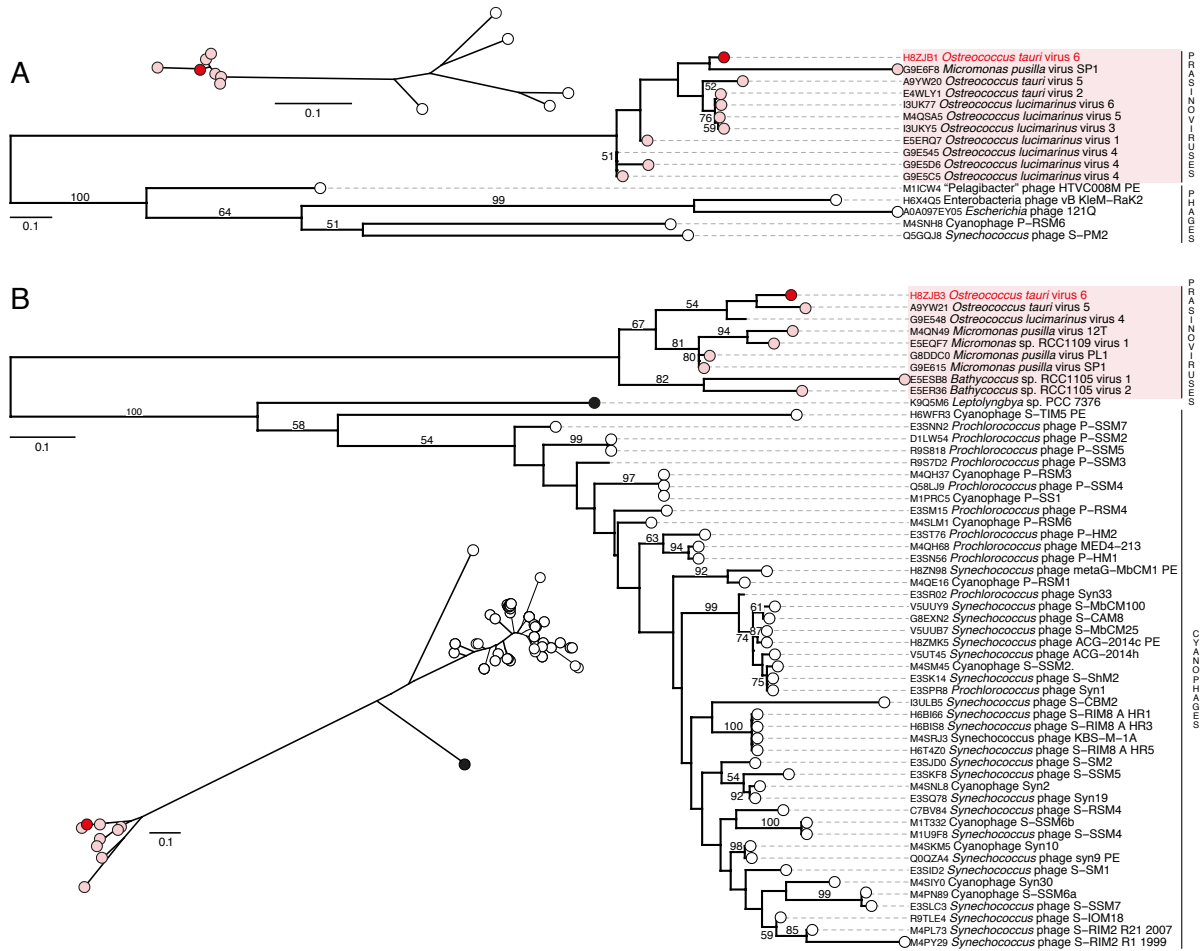 A
0.1
H8ZJB1 Ostreococcus tauri virus 6
G9E6F8 Micromonas pusilla virus SP1
A9YW20 Ostreococcus tauri virus 5
52
E4WLY1 Ostreococcus tauri virus 2
I3UK77 Ostreococcus lucimarinus virus 6
76
M4QSA5 Ostreococcus lucimarinus virus 5
59
I3UKY5 Ostreococcus lucimarinus virus 3
E5ERQ7 Ostreococcus lucimarinus virus 1
51
G9E545 Ostreococcus lucimarinus virus 4
G9E5D6 Ostreococcus lucimarinus virus 4
G9E5C5 Ostreococcus lucimarinus virus 4
PRASINOVIRUSES
100
M1ICW4 “Pelagibacter” phage HTVC008M PE
99
H6X4Q5 Enterobacteria phage vB KleM−RaK2
64
A0A097EY05 Escherichia phage 121Q
0.1
51
M4SNH8 Cyanophage P−RSM6
Q5GQJ8 Synechococcus phage S−PM2
PHAGES
B
H8ZJB3 Ostreococcus tauri virus 6
54
A9YW21 Ostreococcus tauri virus 5
G9E548 Ostreococcus lucimarinus virus 4
67
94
M4QN49 Micromonas pusilla virus 12T
81
E5EQF7 Micromonas sp. RCC1109 virus 1
80
G8DDC0 Micromonas pusilla virus PL1
G9E615 Micromonas pusilla virus SP1
82
E5ESB8 Bathycoccus sp. RCC1105 virus 1
E5ER36 Bathycoccus sp. RCC1105 virus 2
PRASINOVIRUSES
K9Q5M6 Leptolyngbya sp. PCC 7376
100
H6WFR3 Cyanophage S−TIM5 PE
58
E3SNN2 Prochlorococcus phage P−SSM7
0.1
54
99
D1LW54 Prochlorococcus phage P−SSM2
R9S818 Prochlorococcus phage P−SSM5
R9S7D2 Prochlorococcus phage P−SSM3
M4QH37 Cyanophage P−RSM3
97
Q58LJ9 Prochlorococcus phage P−SSM4
M1PRC5 Cyanophage P−SS1
E3SM15 Prochlorococcus phage P−RSM4
M4SLM1 Cyanophage P−RSM6
E3ST76 Prochlorococcus phage P−HM2
63
94
M4QH68 Prochlorococcus phage MED4−213
E3SN56 Prochlorococcus phage P−HM1
92
H8ZN98 Synechococcus phage metaG−MbCM1 PE
M4QE16 Cyanophage P−RSM1
E3SR02 Prochlorococcus phage Syn33
99
61
V5UUY9 Synechococcus phage S−MbCM100
G8EXN2 Synechococcus phage S−CAM8
87
V5UUB7 Synechococcus phage S−MbCM25
74
H8ZMK5 Synechococcus phage ACG−2014c PE
V5UT45 Synechococcus phage ACG−2014h
M4SM45 Cyanophage S−SSM2.
75
E3SK14 Synechococcus phage S−ShM2
E3SPR8 Prochlorococcus phage Syn1
I3ULB5 Synechococcus phage S−CBM2
H6BI66 Synechococcus phage S−RIM8 A HR1
100
H6BIS8 Synechococcus phage S−RIM8 A HR3
M4SRJ3 Synechococcus phage KBS−M−1A
H6T4Z0 Synechococcus phage S−RIM8 A HR5
E3SJD0 Synechococcus phage S−SM2
54
E3SKF8 Synechococcus phage S−SSM5
M4SNL8 Cyanophage Syn2
92
E3SQ78 Synechococcus phage Syn19
C7BV84 Synechococcus phage S−RSM4
100
M1T332 Cyanophage S−SSM6b
0.1
M1U9F8 Synechococcus phage S−SSM4
98
M4SKM5 Cyanophage Syn10
Q0QZA4 Synechococcus phage syn9 PE
E3SID2 Synechococcus phage S−SM1
M4SIY0 Cyanophage Syn30
99
M4PN89 Cyanophage S−SSM6a
E3SLC3 Synechococcus phage S−SSM7
R9TLE4 Synechococcus phage S−IOM18
59
85
M4PL73 Synechococcus phage S−RIM2 R21 2007
M4PY29 Synechococcus phage S−RIM2 R1 1999
CYANOPHAGES